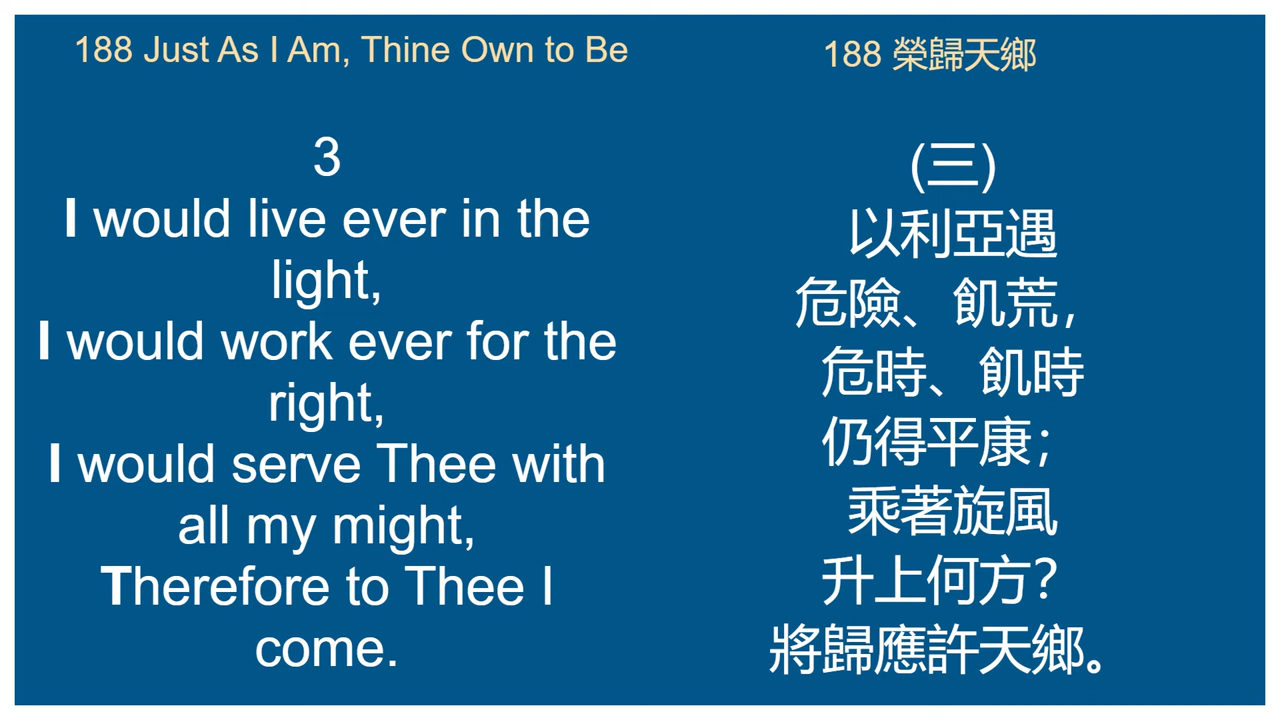 188 Just As I Am, Thine Own to Be
3
I would live ever in the
light,
I would work ever for the
right,
I would serve Thee with
all my might,
Therefore to Thee I
come.
188 榮歸天鄉
(三)
以利亞遇
危險、飢荒,
危時、飢時
仍得平康;
乘著旋風
升上何方?
將歸應許天鄉。